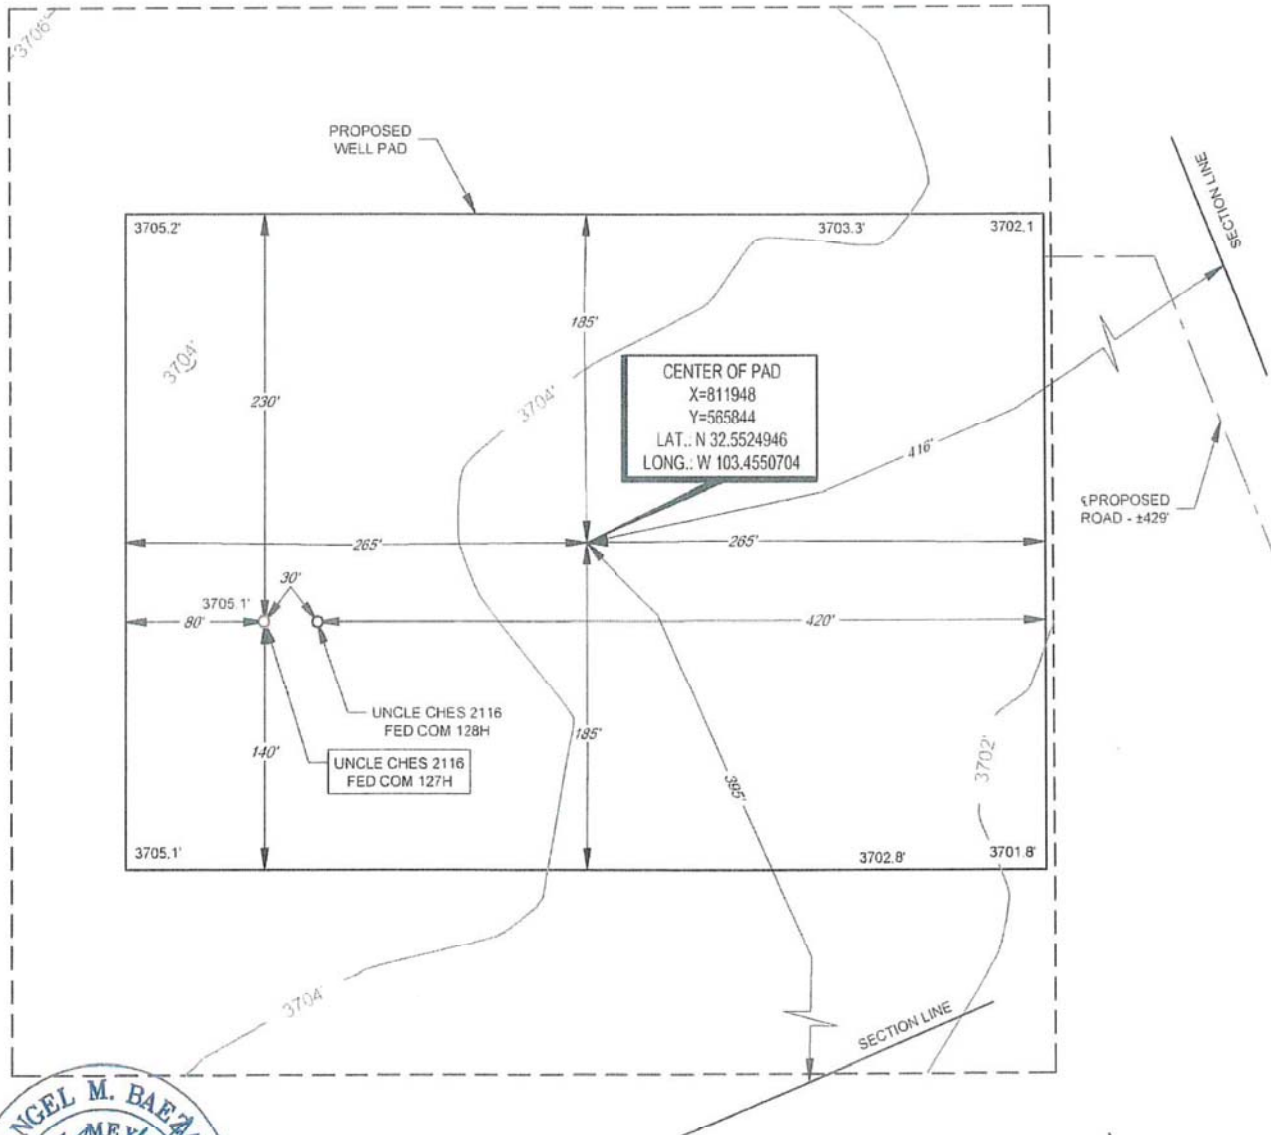 3706'
PROPOSED
WELL PAD
SECTION LINE
3705.2'
3703.3'
3702.1
185'
3704'
230'
3704'
CENTER OF PAD
X=811948
Y=565844
LAT.: N 32.5524946
LONG.: W 103.4550704
416'
℄PROPOSED
ROAD - ±429'
265'
265'
30'
3705.1'
80'
420'
UNCLE CHES 2116
FED COM 128H
185'
140'
UNCLE CHES 2116
FED COM 127H
3702'
395'
3705.1'
3702.8'
3701.8'
3704'
SECTION LINE
NGEL M. BAE
MEX